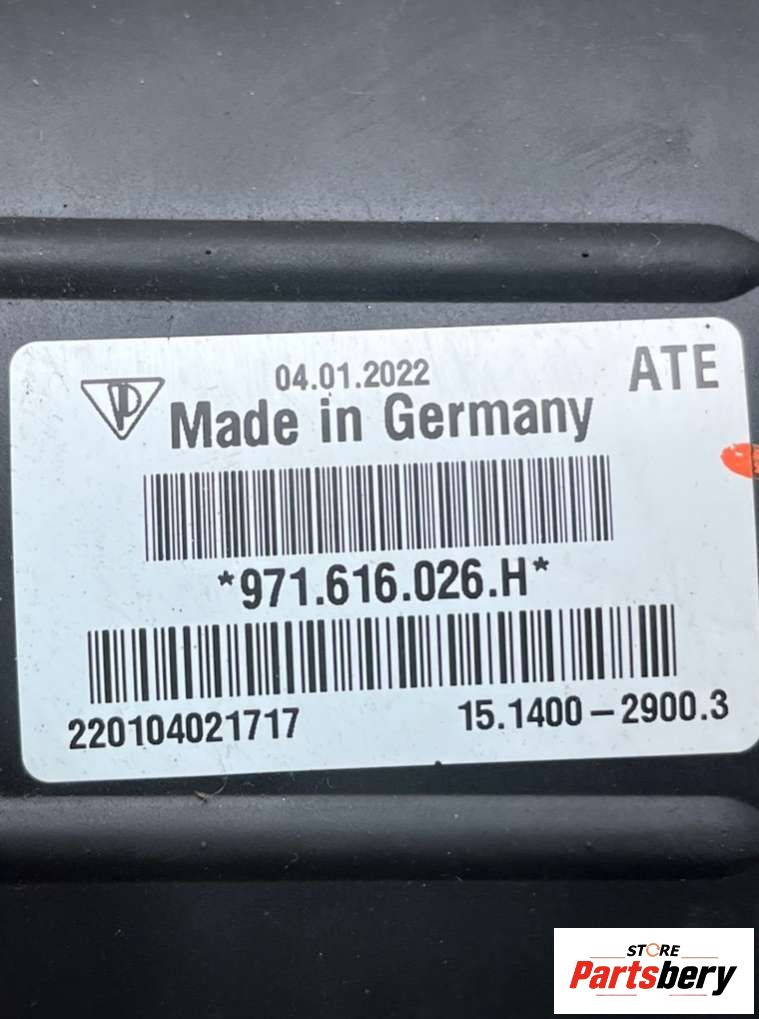 04.01.2022
ATE
Made in Germany
*971.616.026.H*
220104021717
15.1400-2900.3
STORE
Partsbery